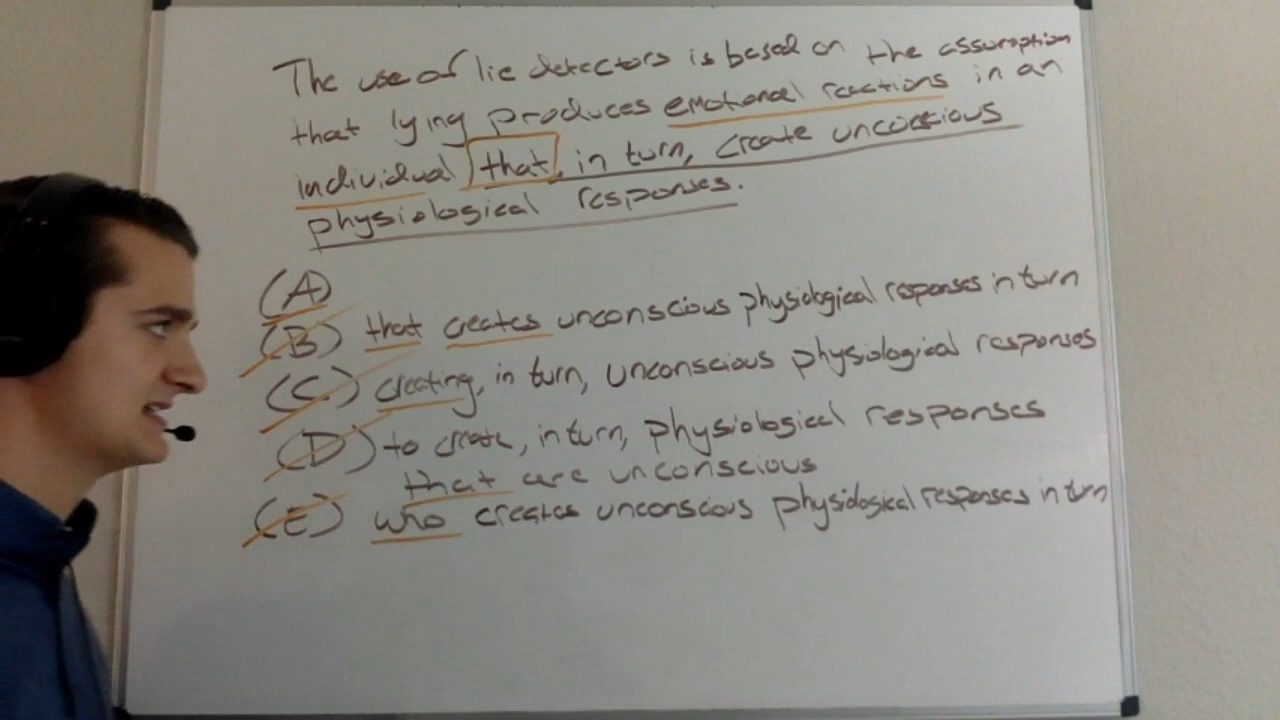 The use of lie detectors is based on the assumption
that lying produces emotional reactions in an
individual that, in turn, create unconscious
physiological responses.
(A)
(B) that creates unconscious physiological responses in turn
(C) creating, in turn, unconscious physiological responses
(D) to create, in turn, physiological responses
that are unconscious
(E) who creates unconscious physiological responses in turn